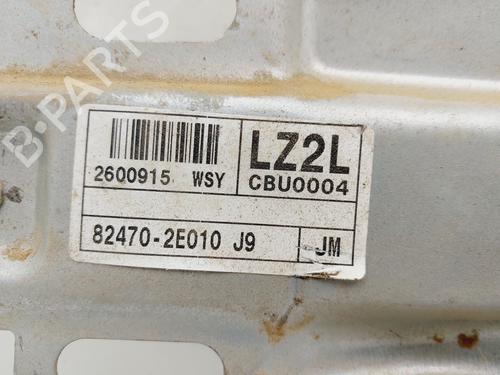 B-PARTS
LZ2L
2600915 WSY
CBU0004
82470-2E010 J9
JM